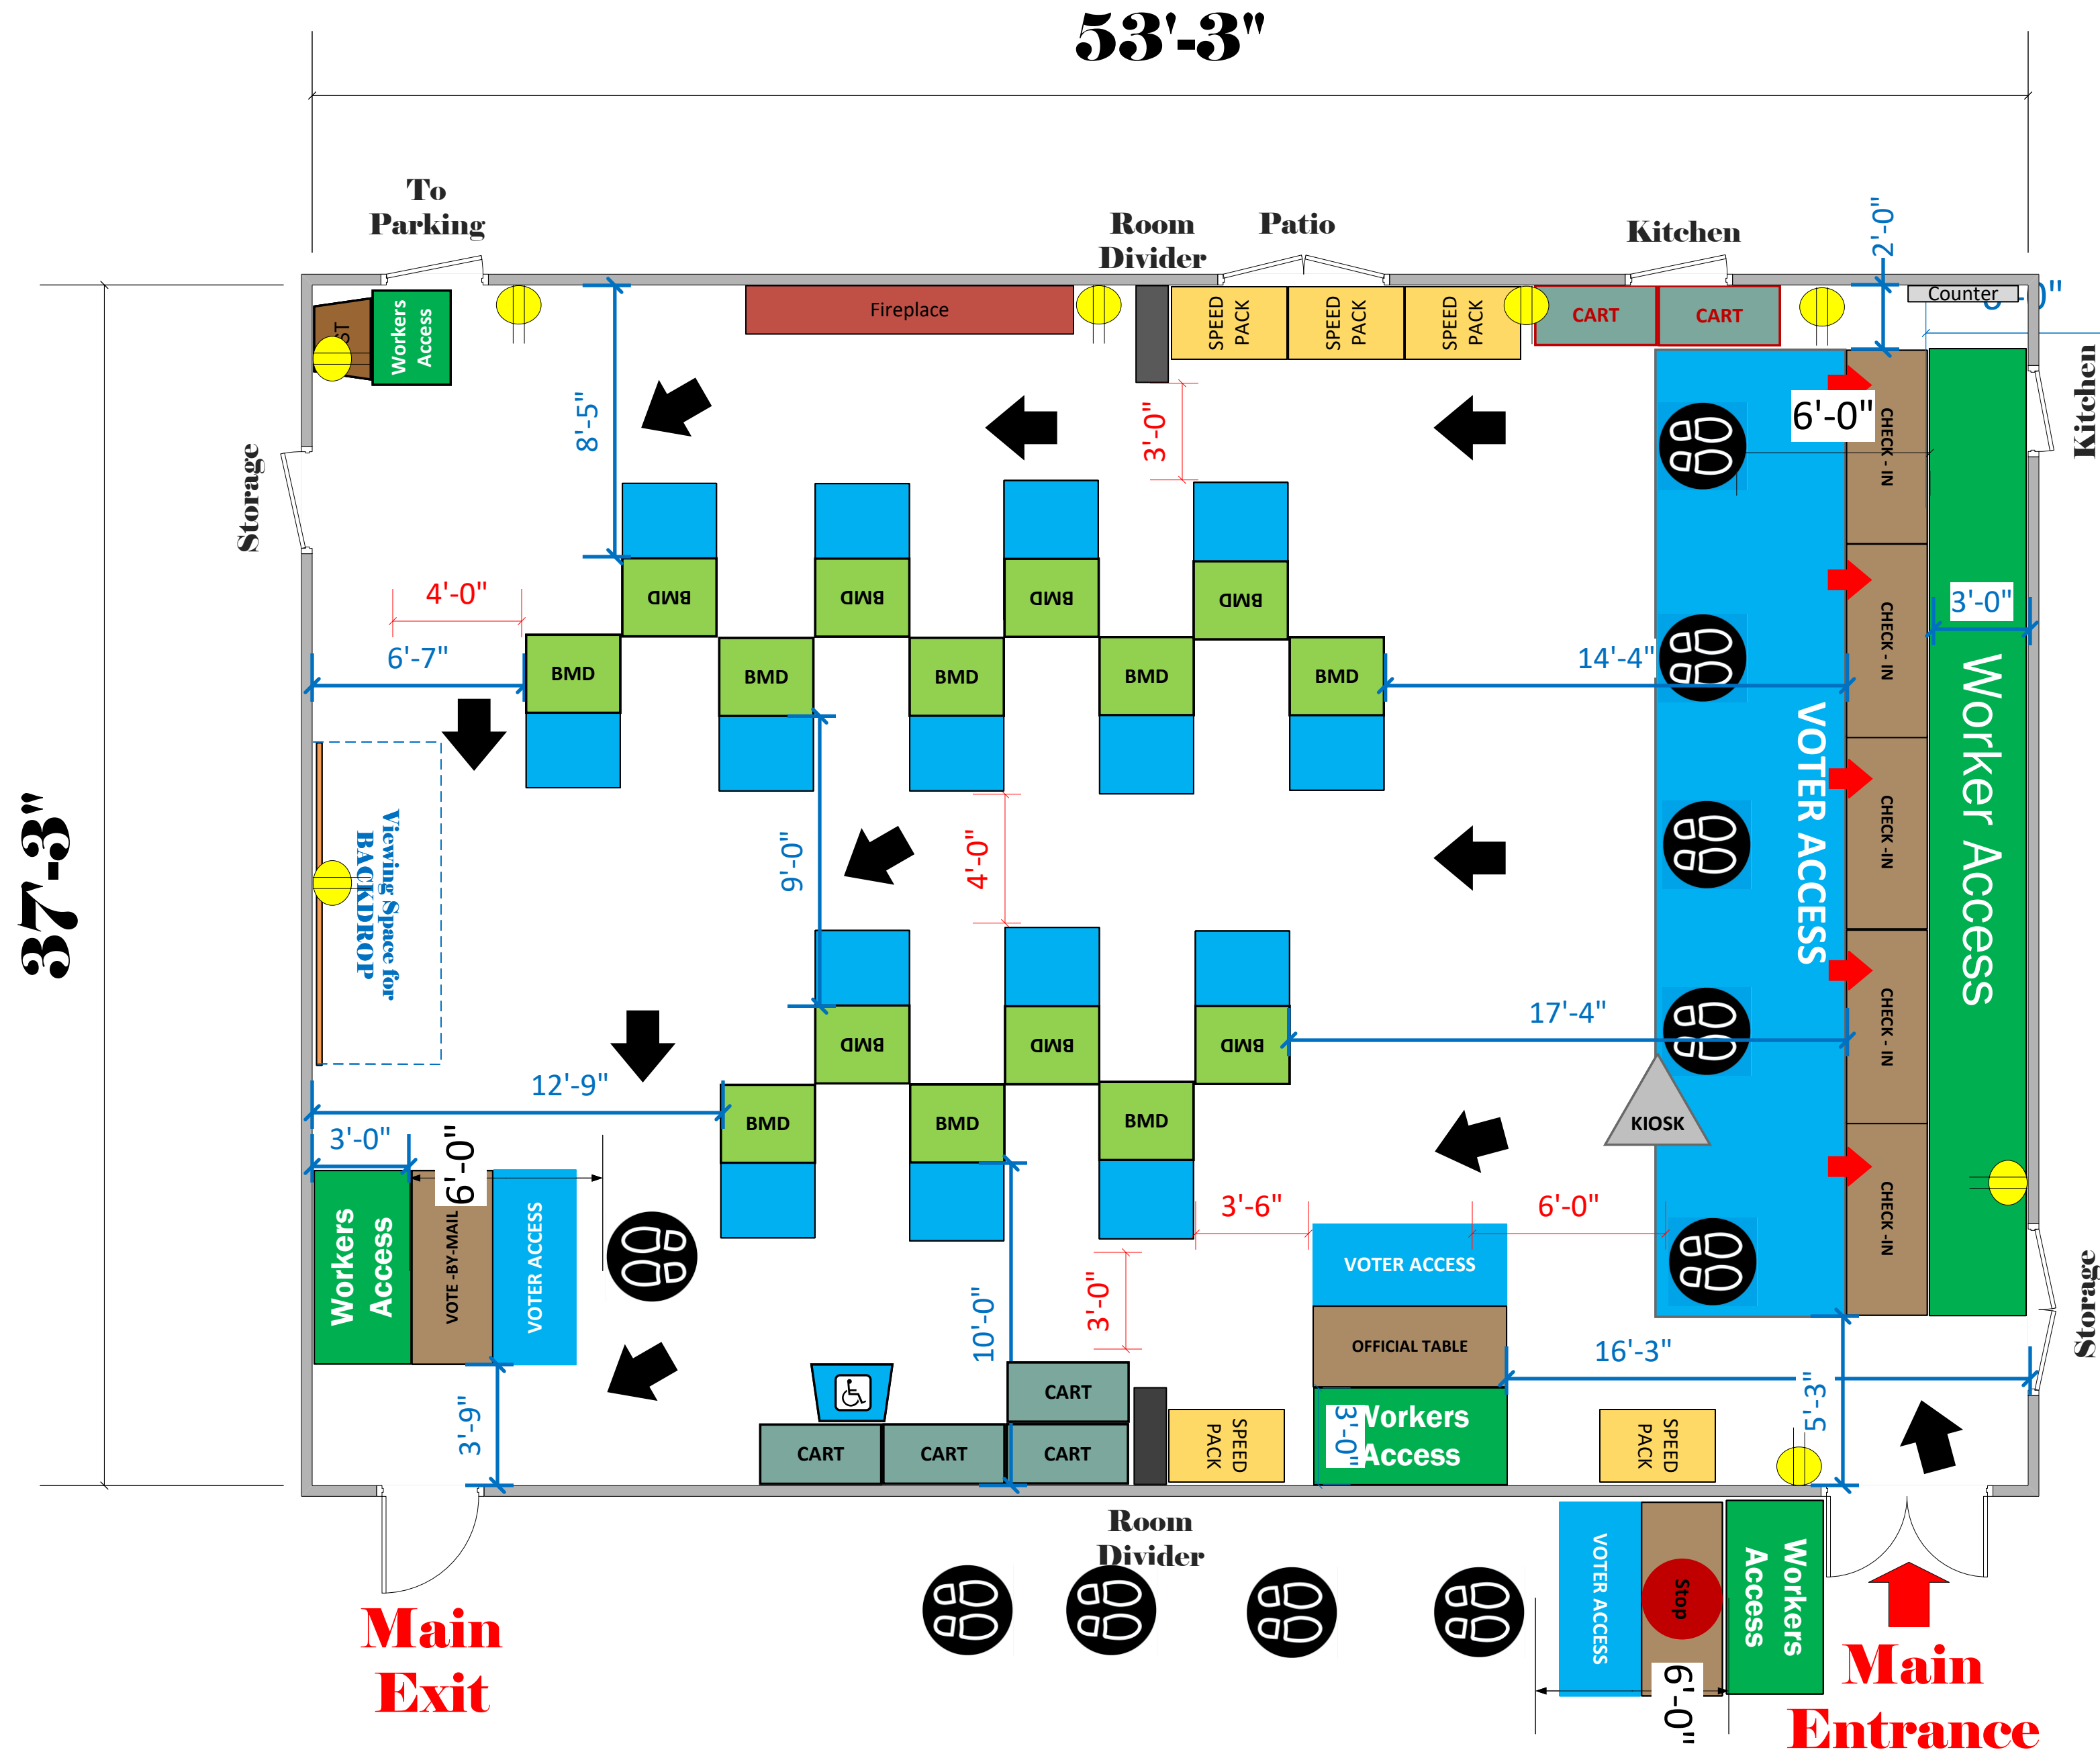 53'-3"
To
Parking
Room
Divider
Patio
Kitchen
2'-0"
Workers
Access
Fireplace
SPEED
PACK
SPEED
PACK
SPEED
PACK
CART
CART
Counter
Kitchen
8'-5"
3'-0"
6'-0"
CHECK - IN
Storage
BMD
BMD
BMD
BMD
4'-0"
CHECK - IN
3'-0"
6'-7"
BMD
BMD
BMD
BMD
BMD
14'-4"
VOTER ACCESS
Worker Access
37'-3"
Viewing Space for
BACKDROP
9'-0"
4'-0"
CHECK -IN
17'-4"
CHECK - IN
BMD
BMD
BMD
12'-9"
BMD
BMD
BMD
KIOSK
3'-0"
6'-0"
Workers
Access
VOTE -BY-MAIL
VOTER ACCESS
3'-6"
6'-0"
CHECK -IN
VOTER ACCESS
10'-0"
3'-0"
OFFICIAL TABLE
16'-3"
Storage
3'-9"
CART
CART
CART
CART
SPEED
PACK
3'-0"
Workers
Access
SPEED
PACK
5'-3"
Room
Divider
VOTER ACCESS
Stop
Workers
Access
6'-0"
Main
Exit
Main
Entrance